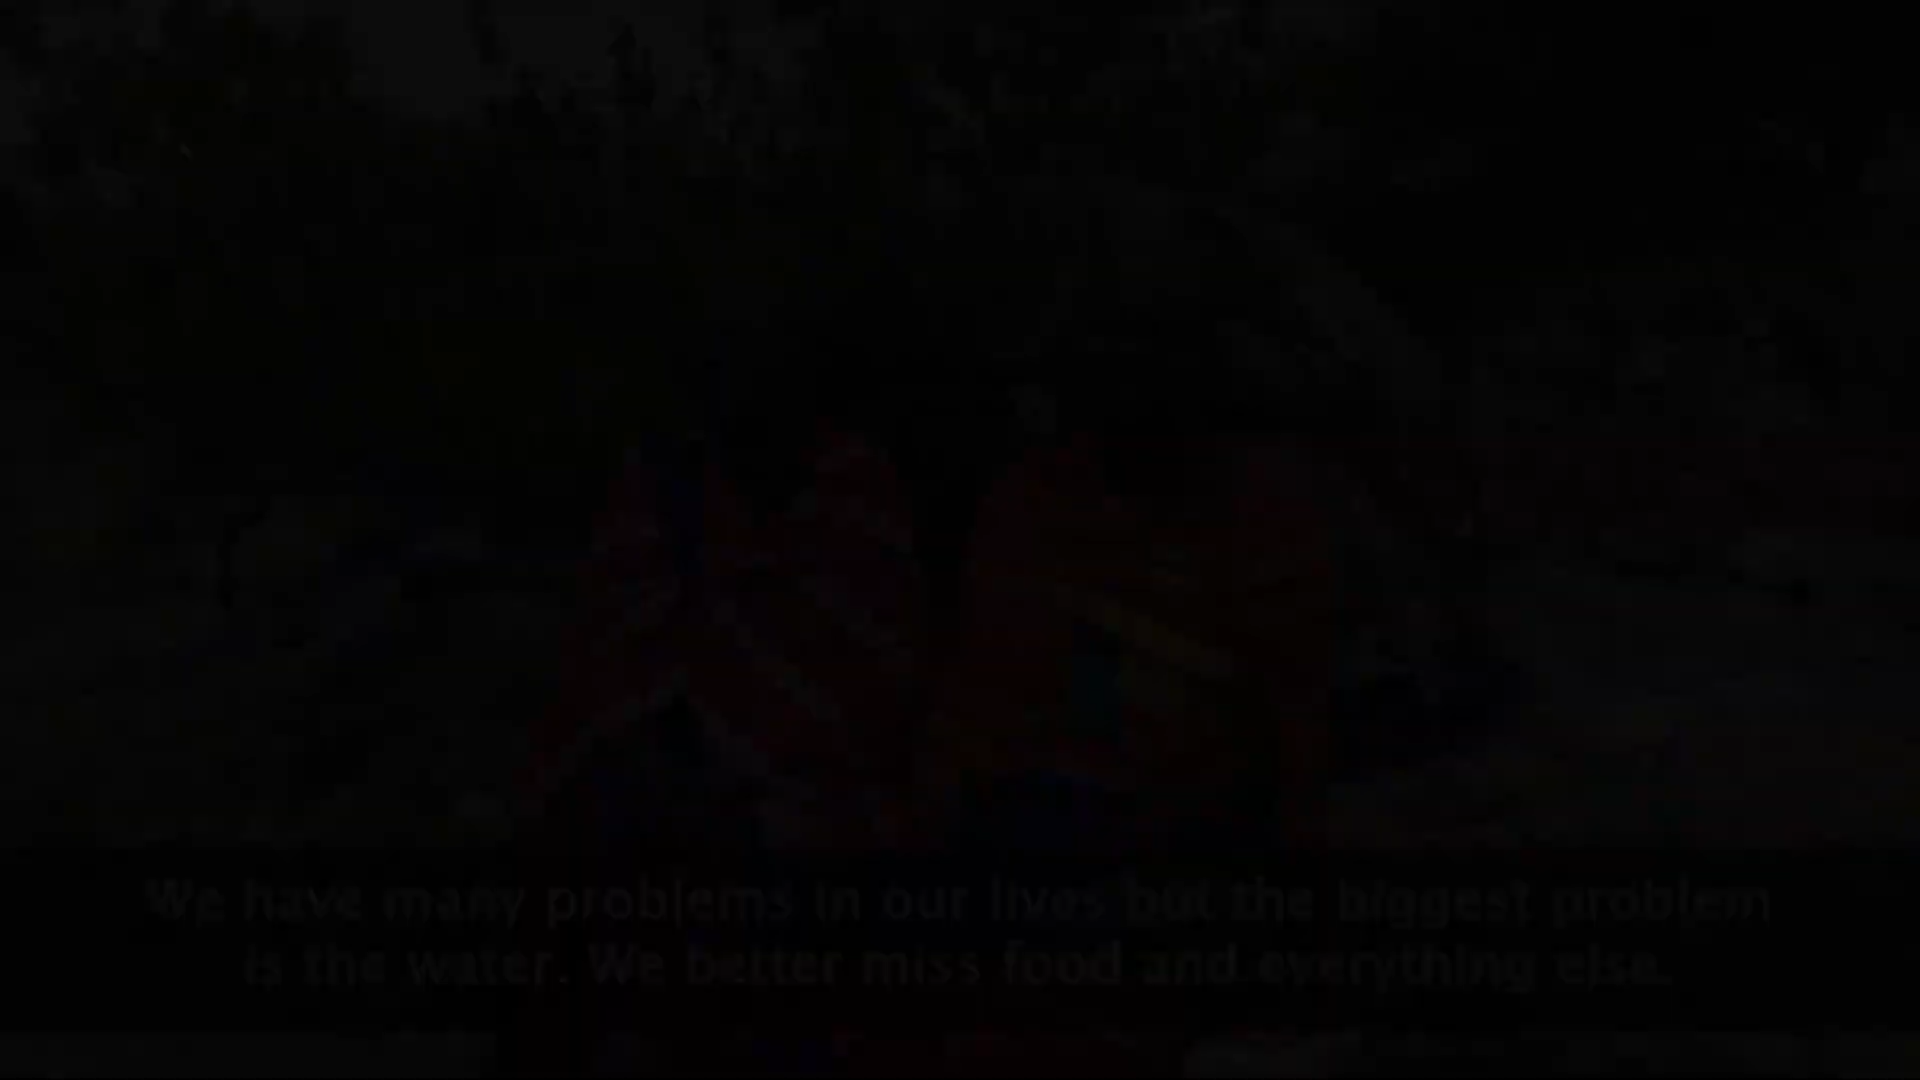 We have many problems in our lives but the biggest problem
is the water. We better miss food and everything else.